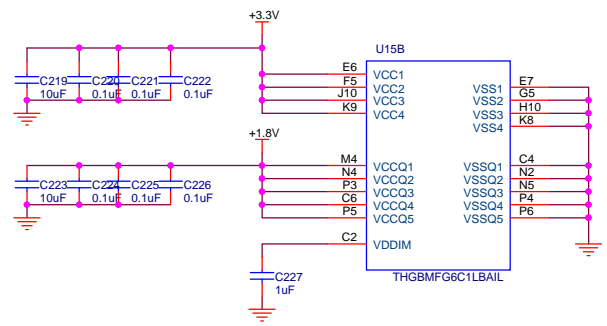 +3.3V
U15B
C219
10uF
C220
0.1uF
C221
0.1uF
C222
0.1uF
E6
VCC1
F5
VCC2
J10
VCC3
K9
VCC4
E7
VSS1
G5
VSS2
H10
VSS3
K8
VSS4
+1.8V
C223
10uF
C224
0.1uF
C225
0.1uF
C226
0.1uF
M4
VCCQ1
N4
VCCQ2
P3
VCCQ3
C6
VCCQ4
P5
VCCQ5
C4
VSSQ1
N2
VSSQ2
N5
VSSQ3
P4
VSSQ4
P6
VSSQ5
C2
VDDIM
C227
1uF
THGBMFG6C1LBAIL